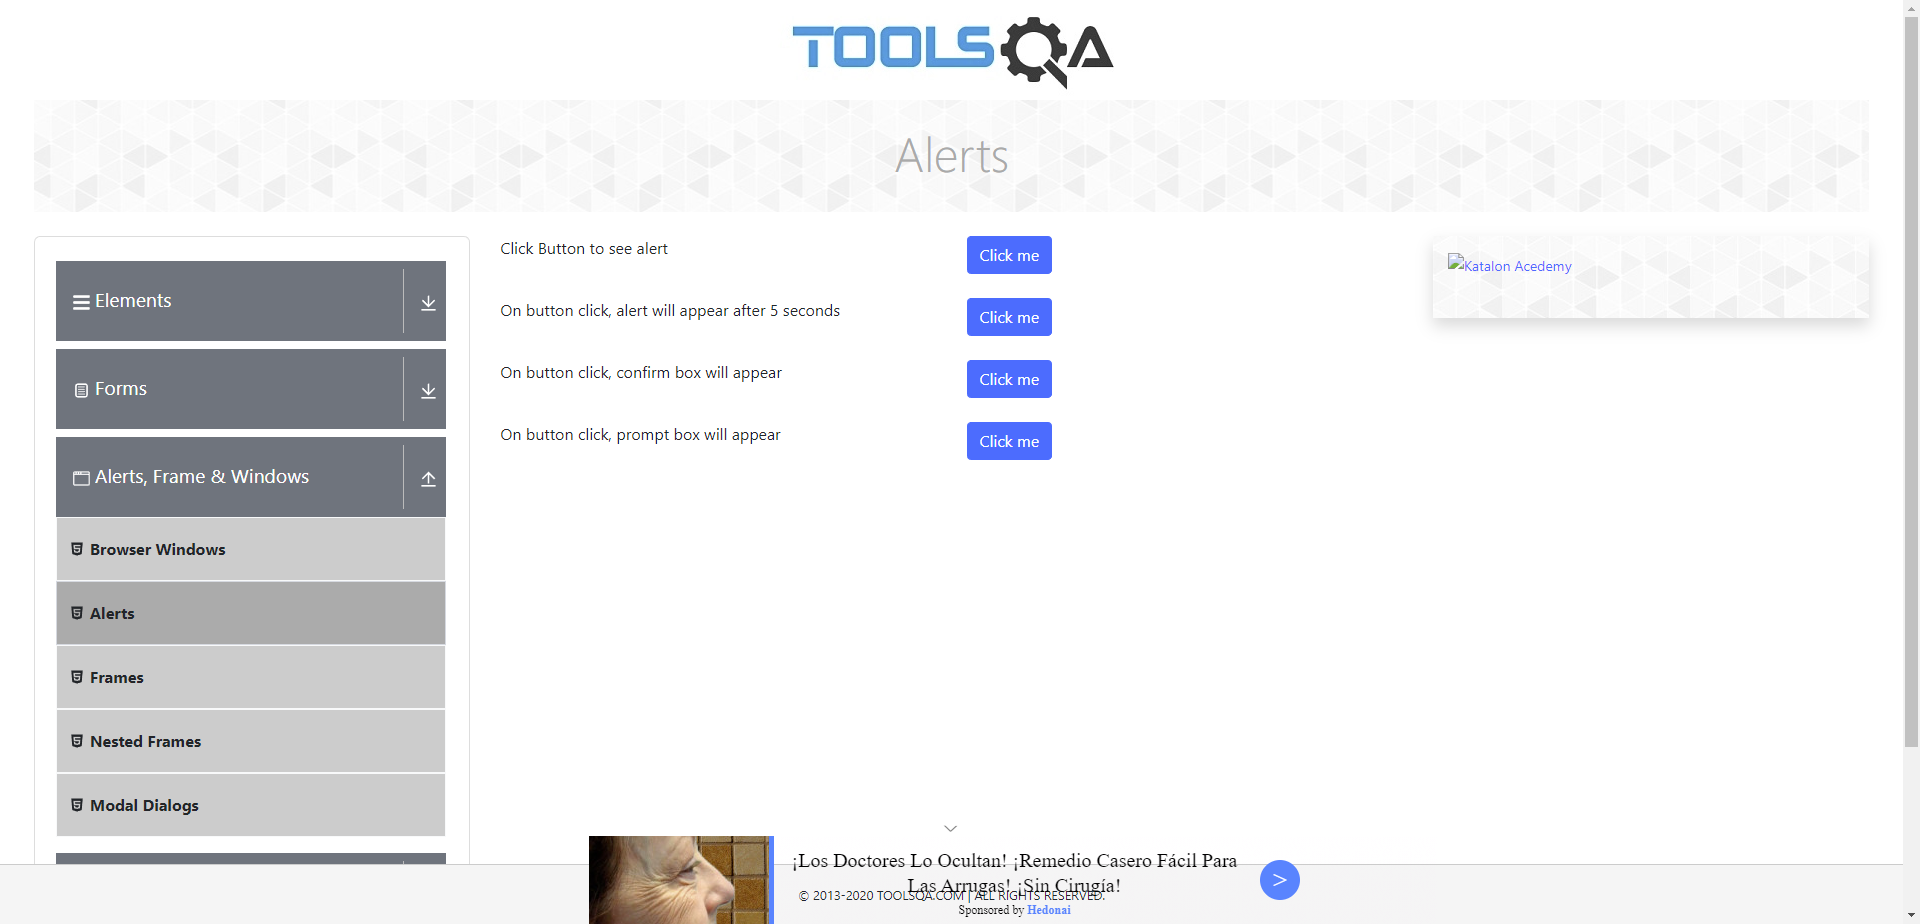 TOOLSQA
Alerts
Elements
Forms
Alerts, Frame & Windows
Browser Windows
Alerts
Frames
Nested Frames
Modal Dialogs
Click Button to see alert
Click me
On button click, alert will appear after 5 seconds
Click me
On button click, confirm box will appear
Click me
On button click, prompt box will appear
Click me
Katalon Acedemy
¡Los Doctores Lo Ocultan! ¡Remedio Casero Fácil Para
Las Arrugas! ¡Sin Cirugía!
>
© 2013-2020 TOOLSQA.COM | ALL RIGHTS RESERVED.
Sponsored by Hedonai